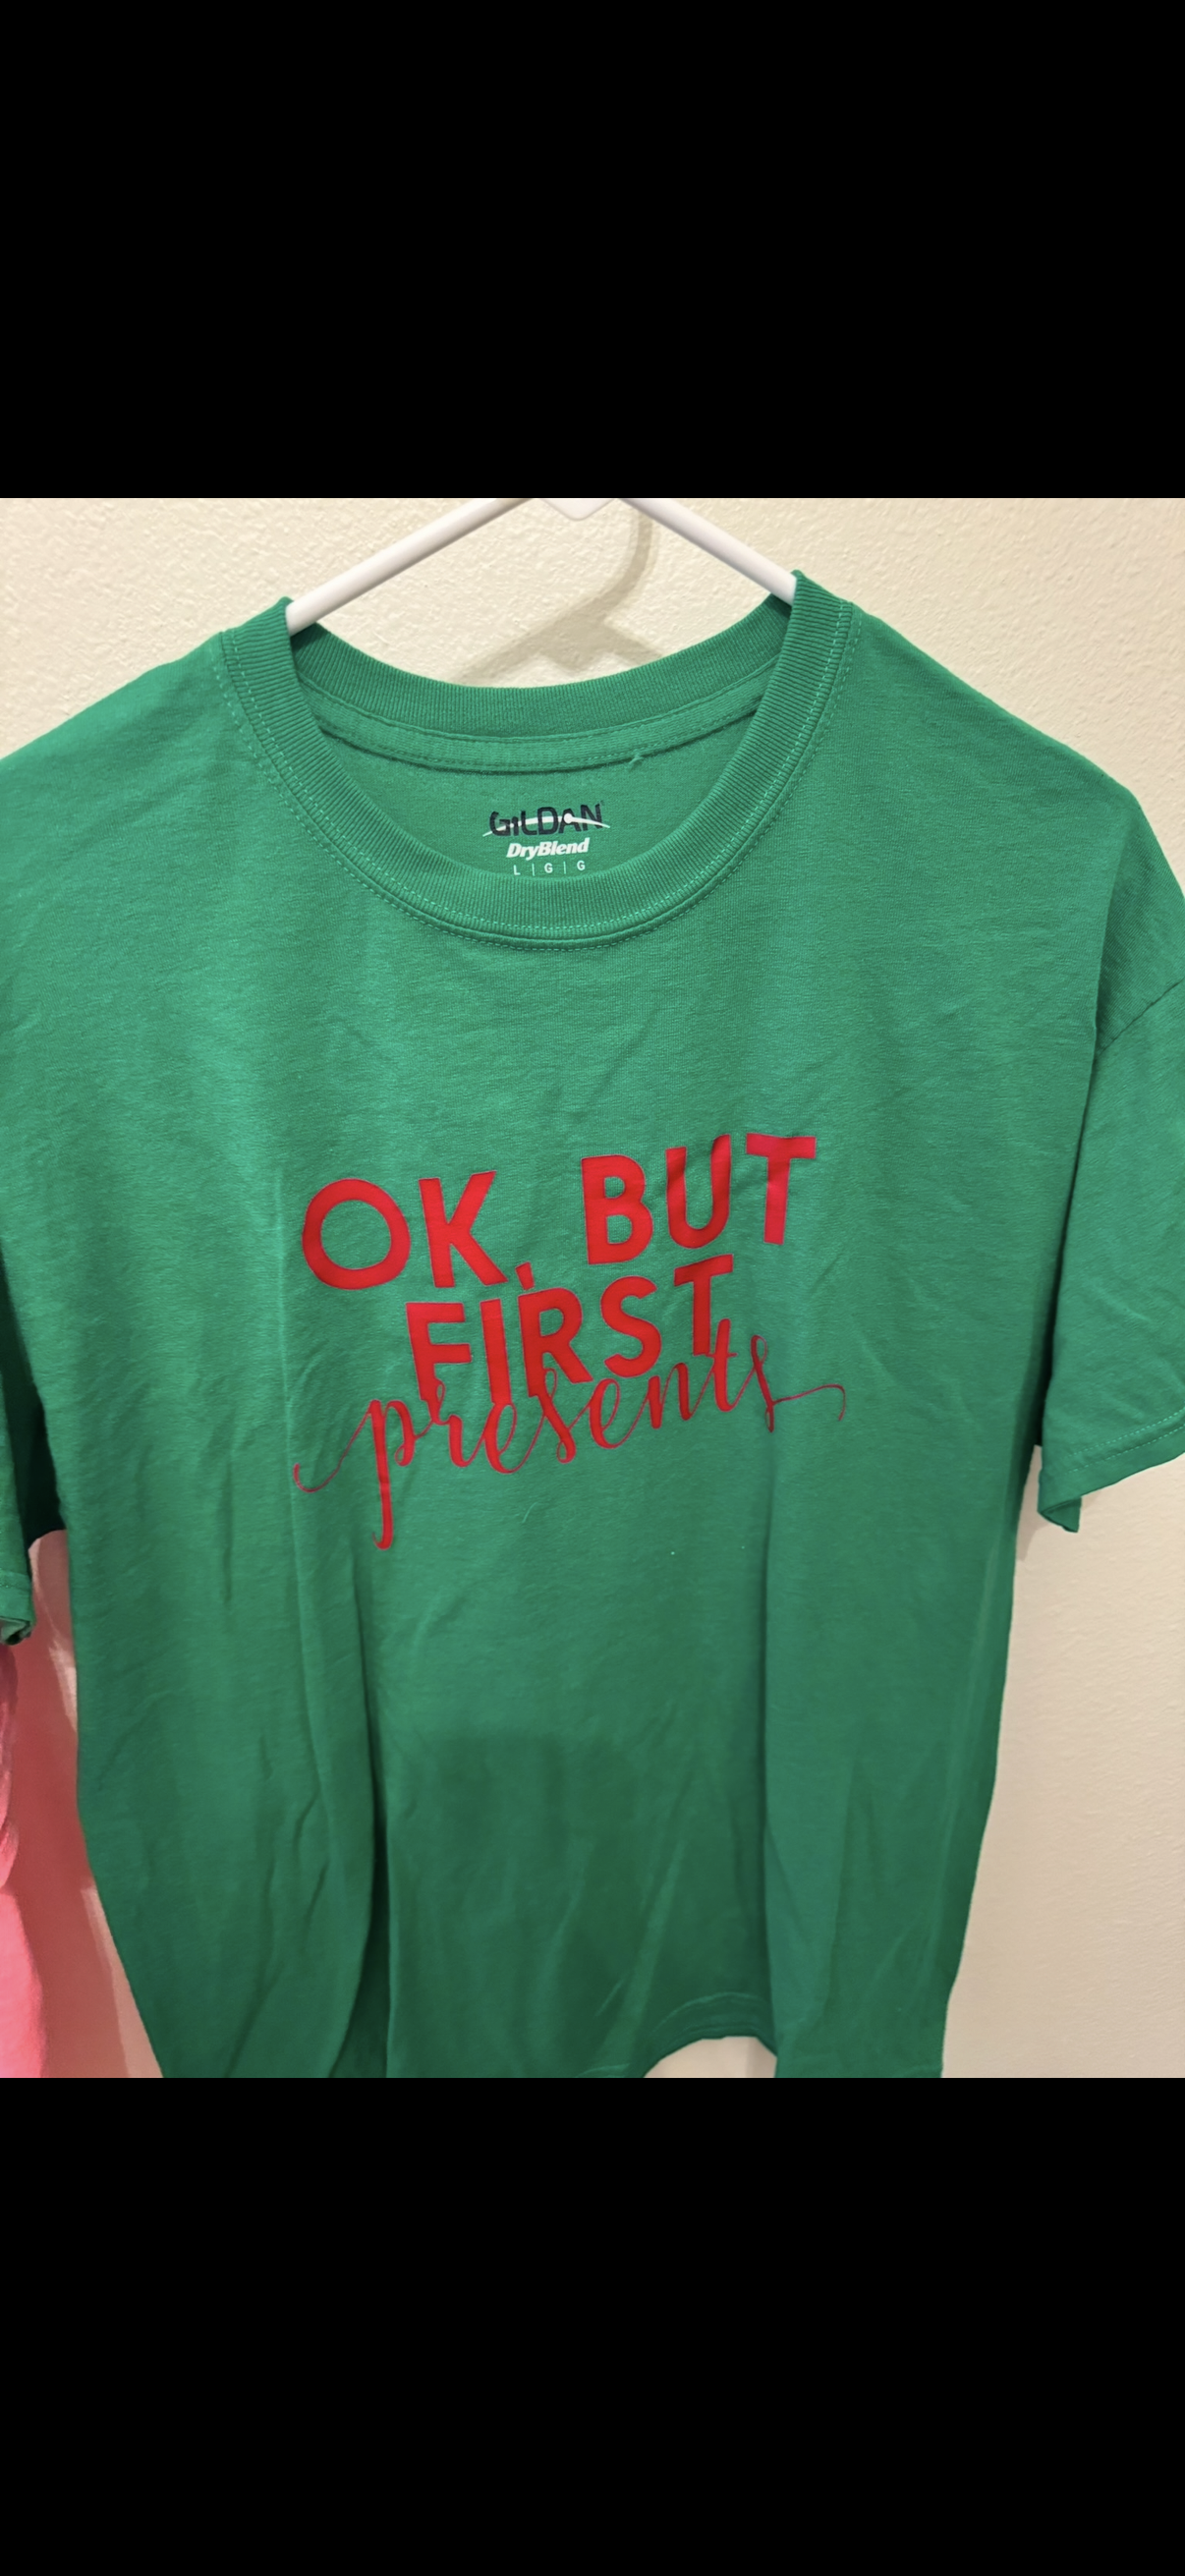 GILDAN
DryBlend
L | G | G
OK, BUT
FIRST
presents